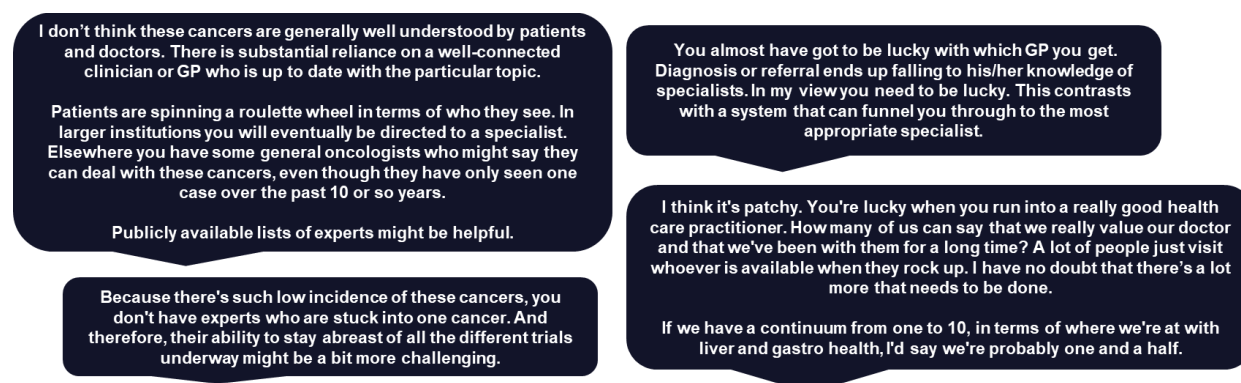 I don’t think these cancers are generally well understood by patients
and doctors. There is substantial reliance on a well-connected
clinician or GP who is up to date with the particular topic.
Patients are spinning a roulette wheel in terms of who they see. In
larger institutions you will eventually be directed to a specialist.
Elsewhere you have some general oncologists who might say they
can deal with these cancers, even though they have only seen one
case over the past 10 or so years.
Publicly available lists of experts might be helpful.
Because there's such low incidence of these cancers, you
don't have experts who are stuck into one cancer. And
therefore, their ability to stay abreast of all the different trials
underway might be a bit more challenging.
You almost have got to be lucky with which GP you get.
Diagnosis or referral ends up falling to his/her knowledge of
specialists. In my view you need to be lucky. This contrasts
with a system that can funnel you through to the most
appropriate specialist.
I think it's patchy. You're lucky when you run into a really good health
care practitioner. How many of us can say that we really value our doctor
and that we've been with them for a long time? A lot of people just visit
whoever is available when they rock up. I have no doubt that there’s a lot
more that needs to be done.
If we have a continuum from one to 10, in terms of where we're at with
liver and gastro health, I'd say we're probably one and a half.